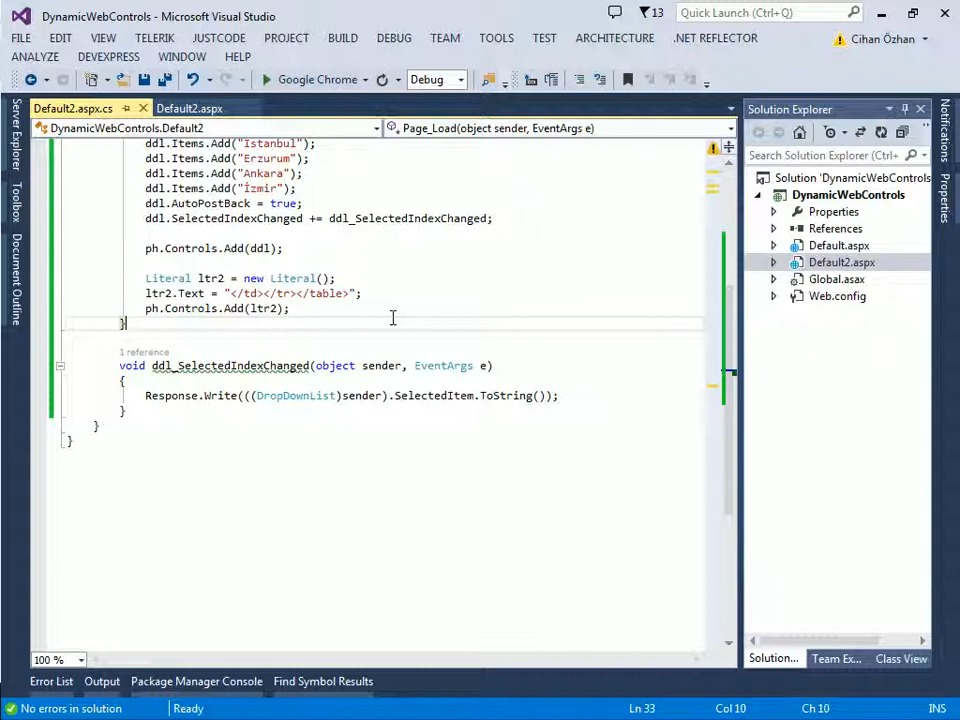 DynamicWebControls - Microsoft Visual Studio
13
Quick Launch (Ctrl+Q)
FILE EDIT VIEW TELERIK JUSTCODE PROJECT BUILD DEBUG TEAM TOOLS TEST ARCHITECTURE .NET REFLECTOR
Cihan Özhan
ANALYZE DEVEXPRESS WINDOW HELP
Google Chrome
Debug
Default2.aspx.cs
Default2.aspx
DynamicWebControls.Default2
Page_Load(object sender, EventArgs e)
ddl.Items.Add("Istanbul");
ddl.Items.Add("Erzurum");
ddl.Items.Add("Ankara");
ddl.Items.Add("İzmir");
ddl.AutoPostBack = true;
ddl.SelectedIndexChanged += ddl_SelectedIndexChanged;
ph.Controls.Add(ddl);
Literal ltr2 = new Literal();
ltr2.Text = "</td></tr></table>";
ph.Controls.Add(ltr2);
}
1 reference
void ddl_SelectedIndexChanged(object sender, EventArgs e)
{
Response.Write(((DropDownList)sender).SelectedItem.ToString());
}
}
}
100 %
Server Explorer
Toolbox
Document Outline
Solution Explorer
Search Solution Explorer (Ctrl+
Solution 'DynamicWebControls
DynamicWebControls
Properties
References
Default.aspx
Default2.aspx
Global.asax
Web.config
Solution...
Team Ex...
Class View
Notifications
Properties
Error List
Output
Package Manager Console
Find Symbol Results
No errors in solution
Ready
Ln 33
Col 10
Ch 10
INS